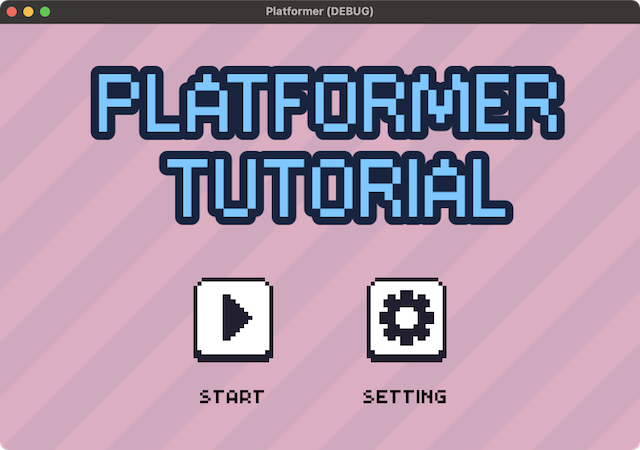 Platformer (DEBUG)
PLATFORMER
TUTORIAL
START
SETTING